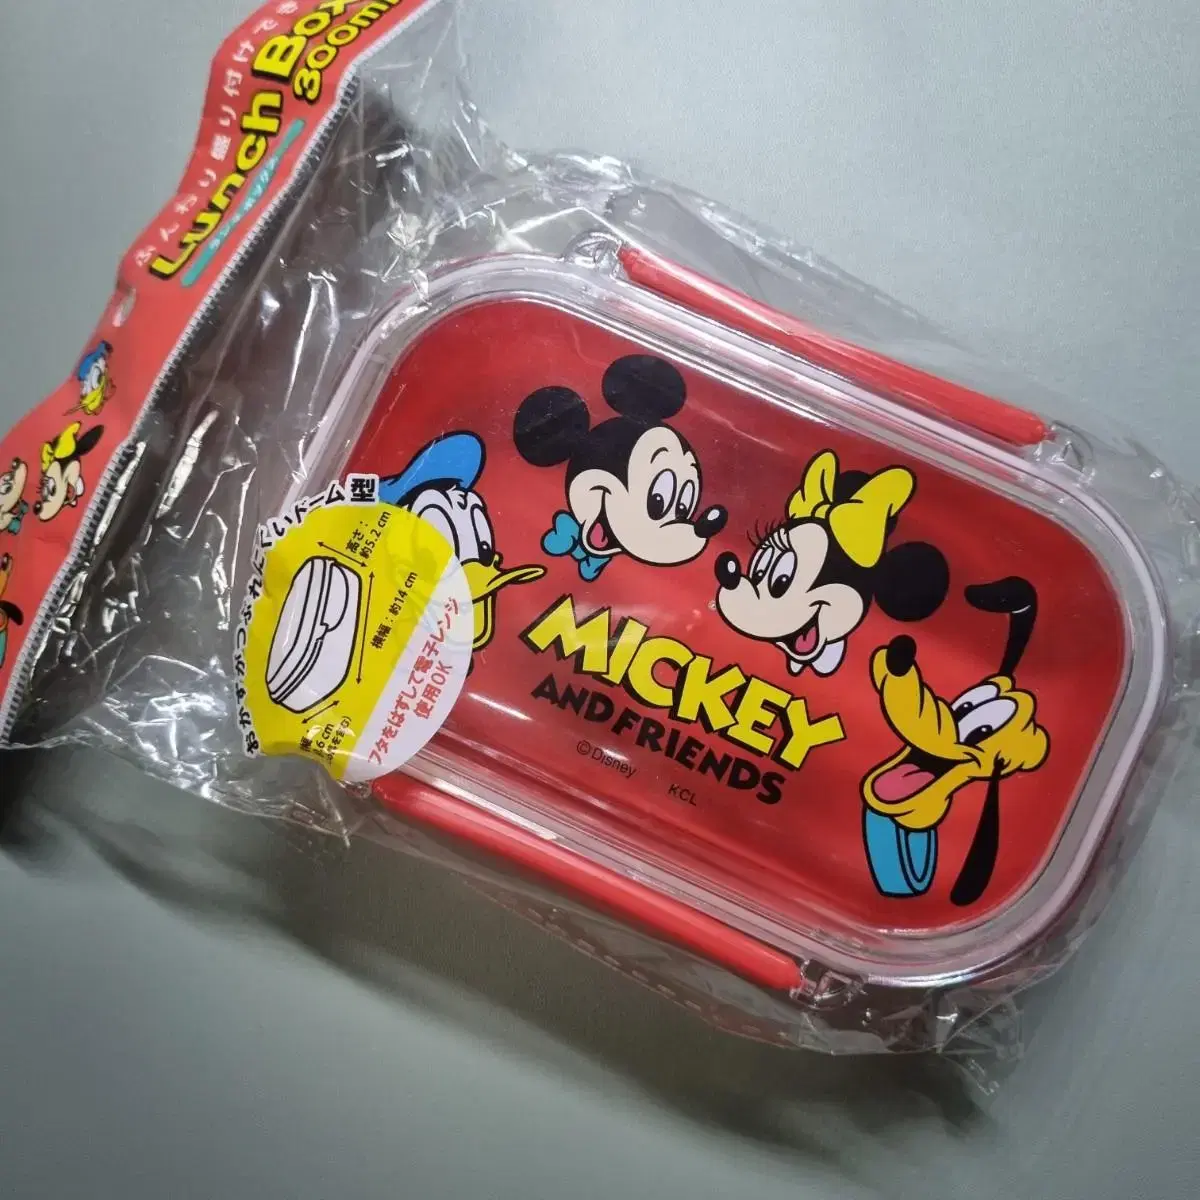 ふんわり盛り付けでき
Lunch Box
300ml
ランチボックス
おかずがつぶれにくいドーム型
高さ:
約5.2cm
横幅:約14cm
フタをはずして電子レンジ
使用OK
MICKEY
AND FRIENDS
©Disney
KCL